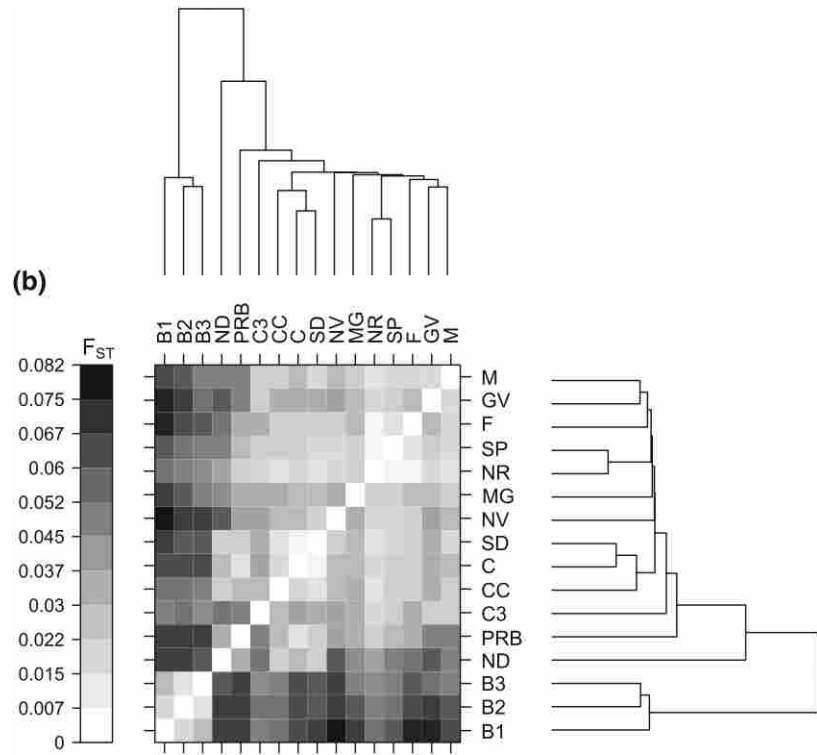 (b)
B1 B2 B3 ND PRB C3 CC C SD NV MG NR SP F GV M
FST
0.082
0.075
0.067
0.06
0.052
0.045
0.037
0.03
0.022
0.015
0.007
0
M
GV
F
SP
NR
MG
NV
SD
C
CC
C3
PRB
ND
B3
B2
B1